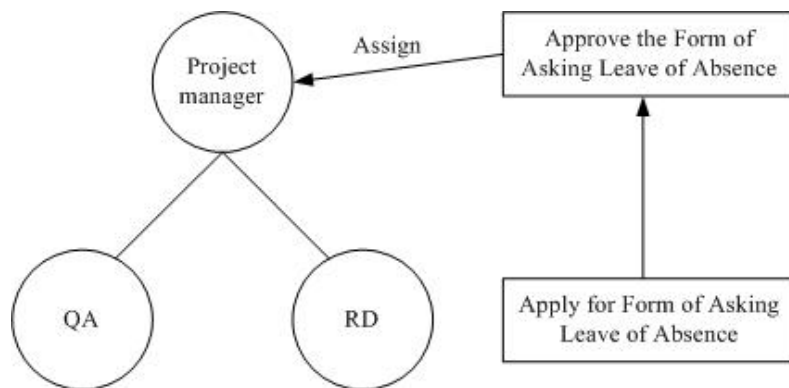 Project
manager
Assign
Approve the Form of
Asking Leave of Absence
QA
RD
Apply for Form of Asking
Leave of Absence